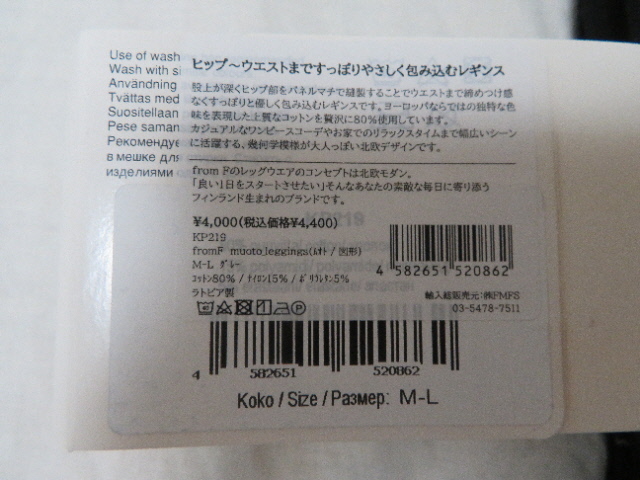 Use of wash
Wash with si
Användning
Tvättas med
Suositellaan
Pese saman
Рекомендуе
в мешке для
изделиями
ヒップ～ウエストまですっぽりやさしく包み込むレギンス
股上が深くヒップ部をパネルマチで縫製することでウエストまで締めつけ感
なくすっぽりと優しく包み込むレギンスです。ヨーロッパならではの独特な色
味を表現した上質なコットンを贅沢に80%使用しています。
カジュアルなワンピースコーデやお家でのリラックスタイムまで幅広いシーン
に活躍する、幾何学模様が大人っぽい北欧デザインです。
from Fのレッグウエアのコンセプトは北欧モダン。
「良い1日をスタートさせたい」そんなあなたの素敵な毎日に寄り添う
フィンランド生まれのブランドです。
¥4,000(税込価格¥4,400)
KP219
fromF muoto_leggings(ﾑｵﾄ / 図形)
M-L グレー
ｺｯﾄﾝ80% / ﾅｲﾛﾝ15% / ﾎﾟﾘｳﾚﾀﾝ5%
ラトビア製
4 582651 520862
輸入総販売元:㈱FMFS
03-5478-7511
4 582651 520862
Koko / Size / Размер: M-L